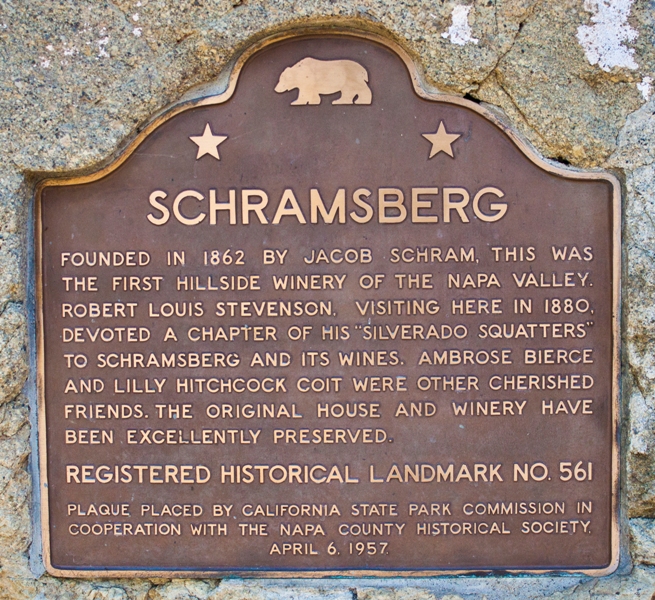 SCHRAMSBERG
FOUNDED IN 1862 BY JACOB SCHRAM, THIS WAS
THE FIRST HILLSIDE WINERY OF THE NAPA VALLEY.
ROBERT LOUIS STEVENSON, VISITING HERE IN 1880,
DEVOTED A CHAPTER OF HIS "SILVERADO SQUATTERS"
TO SCHRAMSBERG AND ITS WINES. AMBROSE BIERCE
AND LILLY HITCHCOCK COIT WERE OTHER CHERISHED
FRIENDS. THE ORIGINAL HOUSE AND WINERY HAVE
BEEN EXCELLENTLY PRESERVED.
REGISTERED HISTORICAL LANDMARK NO. 561
PLAQUE PLACED BY CALIFORNIA STATE PARK COMMISSION IN
COOPERATION WITH THE NAPA COUNTY HISTORICAL SOCIETY,
APRIL 6, 1957.